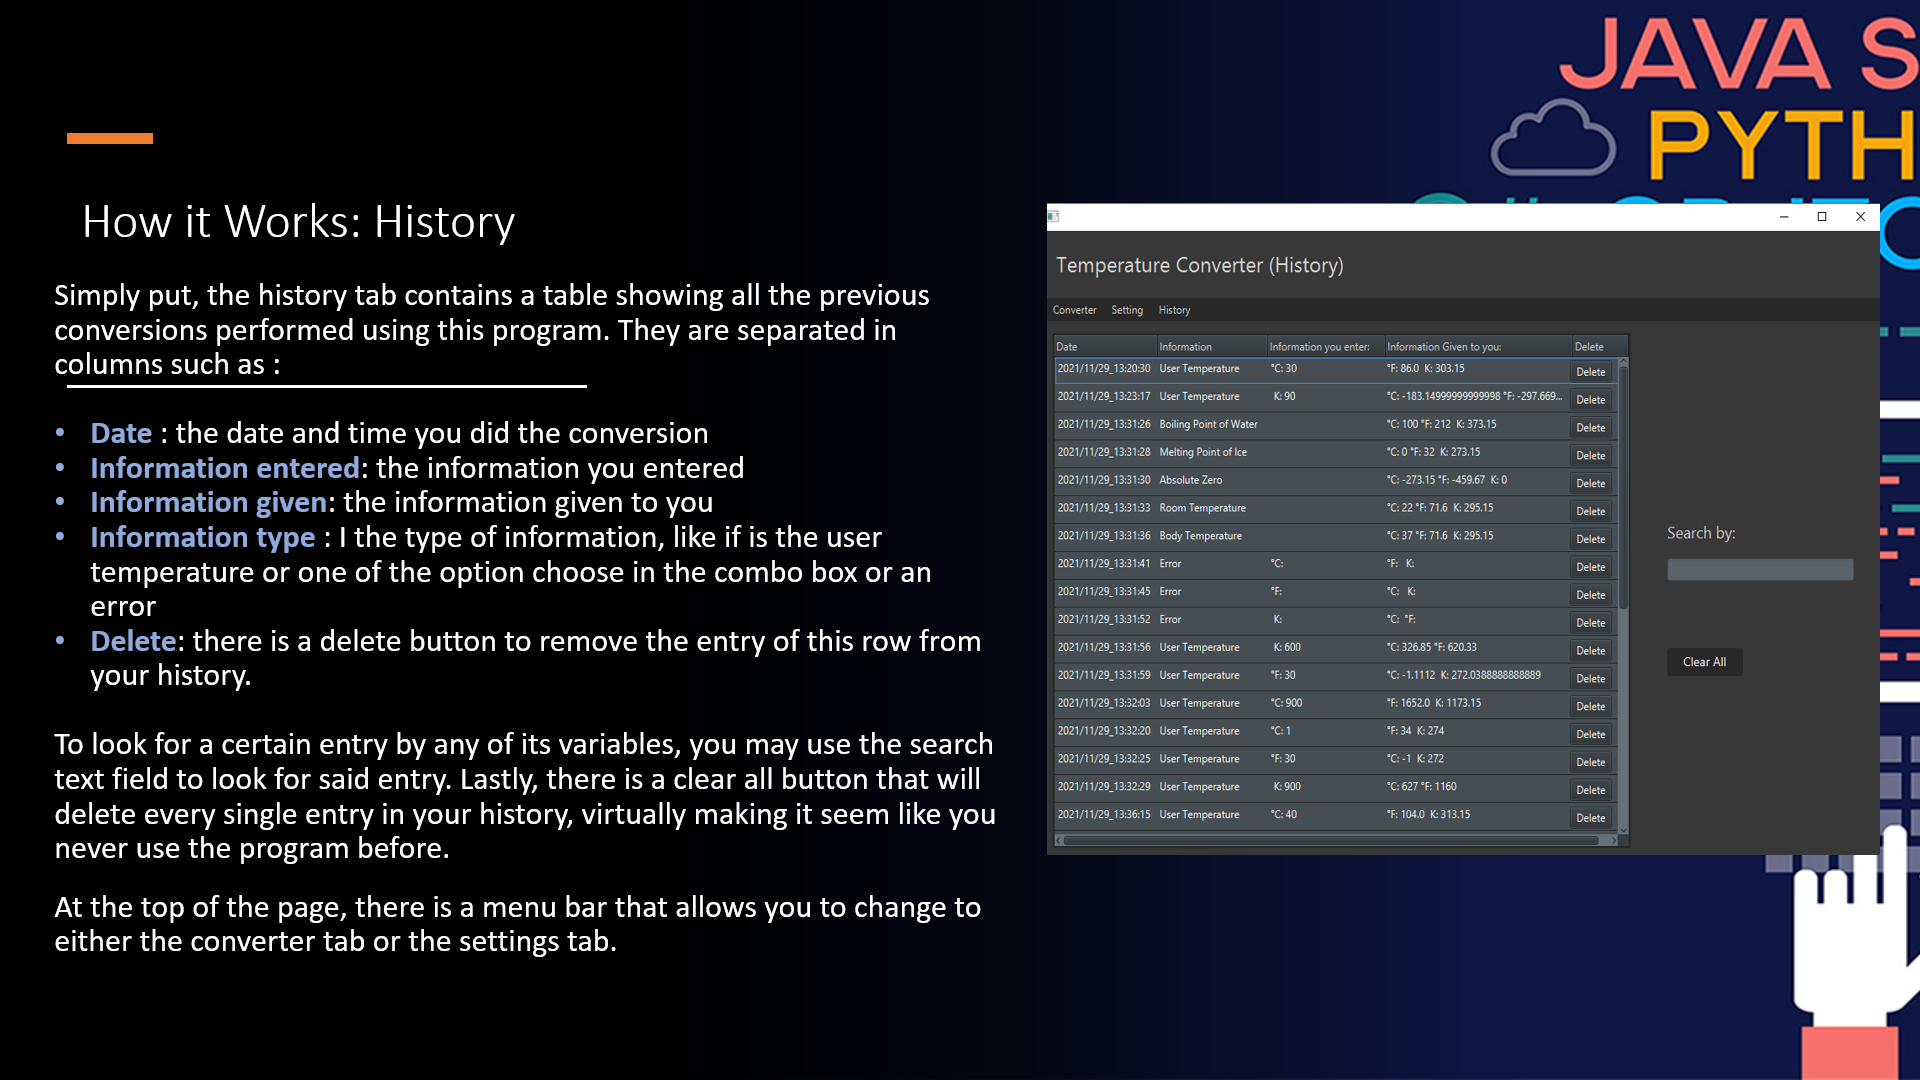 JAVA S
PYTH
How it Works: History
Simply put, the history tab contains a table showing all the previous
conversions performed using this program. They are separated in
columns such as :
• Date : the date and time you did the conversion
• Information entered: the information you entered
• Information given: the information given to you
• Information type : I the type of information, like if is the user
temperature or one of the option choose in the combo box or an
error
• Delete: there is a delete button to remove the entry of this row from
your history.
To look for a certain entry by any of its variables, you may use the search
text field to look for said entry. Lastly, there is a clear all button that will
delete every single entry in your history, virtually making it seem like you
never use the program before.
At the top of the page, there is a menu bar that allows you to change to
either the converter tab or the settings tab.
Temperature Converter (History)
Converter Setting History
Date Information Information you enter: Information Given to you: Delete
2021/11/29_13:20:30 User Temperature °C: 30 °F: 86.0 K: 303.15 Delete
2021/11/29_13:23:17 User Temperature K: 90 °C: -183.14999999999998 °F: -297.669... Delete
2021/11/29_13:31:26 Boiling Point of Water °C: 100 °F: 212 K: 373.15 Delete
2021/11/29_13:31:28 Melting Point of Ice °C: 0 °F: 32 K: 273.15 Delete
2021/11/29_13:31:30 Absolute Zero °C: -273.15 °F: -459.67 K: 0 Delete
2021/11/29_13:31:33 Room Temperature °C: 22 °F: 71.6 K: 295.15 Delete
2021/11/29_13:31:36 Body Temperature °C: 37 °F: 71.6 K: 295.15 Delete
2021/11/29_13:31:41 Error °C: °F: K: Delete
2021/11/29_13:31:45 Error °F: °C: K: Delete
2021/11/29_13:31:52 Error K: °C: °F: Delete
2021/11/29_13:31:56 User Temperature K: 600 °C: 326.85 °F: 620.33 Delete
2021/11/29_13:31:59 User Temperature °F: 30 °C: -1.1112 K: 272.0388888888889 Delete
2021/11/29_13:32:03 User Temperature °C: 900 °F: 1652.0 K: 1173.15 Delete
2021/11/29_13:32:20 User Temperature °C: 1 °F: 34 K: 274 Delete
2021/11/29_13:32:25 User Temperature °F: 30 °C: -1 K: 272 Delete
2021/11/29_13:32:29 User Temperature K: 900 °C: 627 °F: 1160 Delete
2021/11/29_13:36:15 User Temperature °C: 40 °F: 104.0 K: 313.15 Delete
Search by:
Clear All